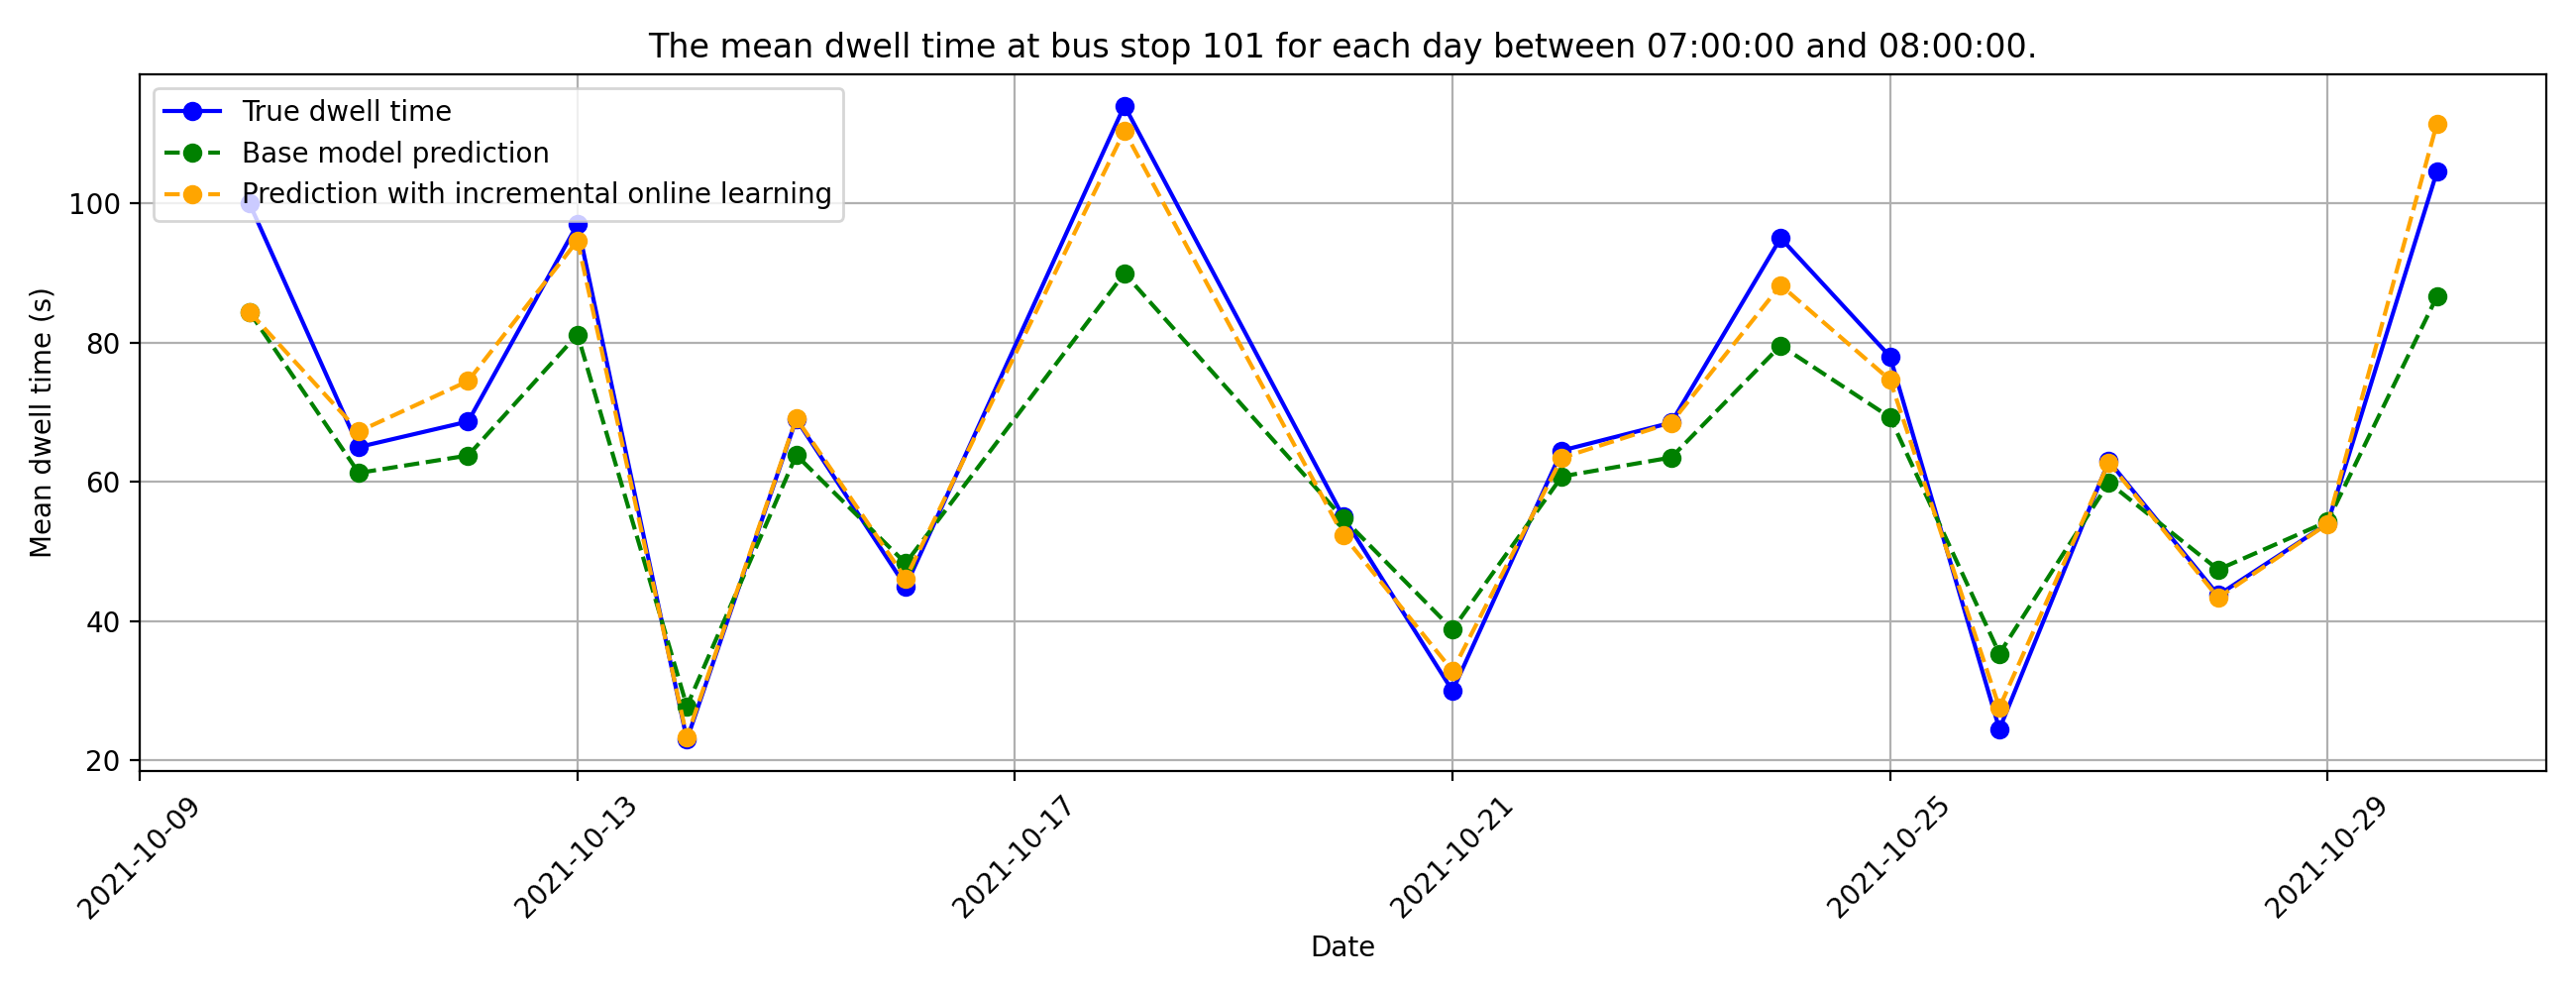 The mean dwell time at bus stop 101 for each day between 07:00:00 and 08:00:00.
True dwell time
Base model prediction
Prediction with incremental online learning
Mean dwell time (s)
100
80
60
40
20
2021-10-09
2021-10-13
2021-10-17
2021-10-21
2021-10-25
2021-10-29
Date